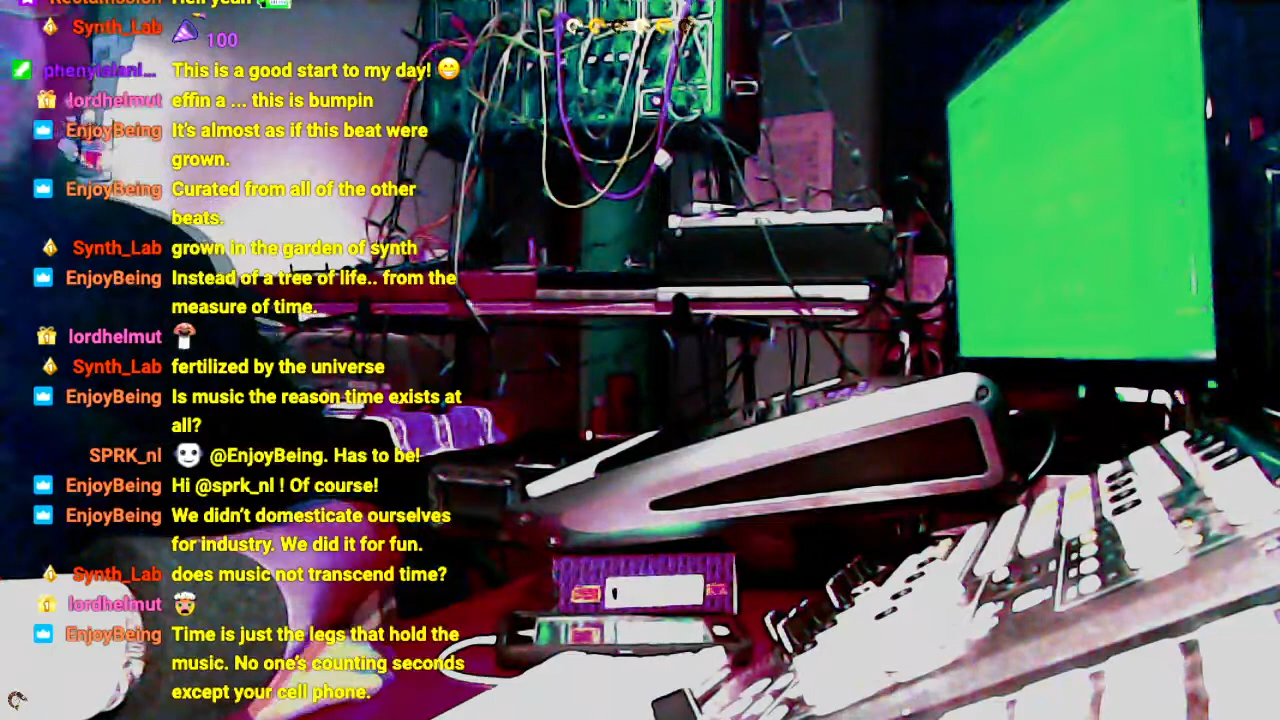 Hell yeah
Synth_Lab 100
phenylalani... This is a good start to my day!
lordhelmut effin a ... this is bumpin
EnjoyBeing It's almost as if this beat were
grown.
EnjoyBeing Curated from all of the other
beats.
Synth_Lab grown in the garden of synth
EnjoyBeing Instead of a tree of life.. from the
measure of time.
lordhelmut
Synth_Lab fertilized by the universe
EnjoyBeing Is music the reason time exists at
all?
SPRK_nl @EnjoyBeing. Has to be!
EnjoyBeing Hi @sprk_nl ! Of course!
EnjoyBeing We didn't domesticate ourselves
for industry. We did it for fun.
Synth_Lab does music not transcend time?
lordhelmut
EnjoyBeing Time is just the legs that hold the
music. No one's counting seconds
except your cell phone.